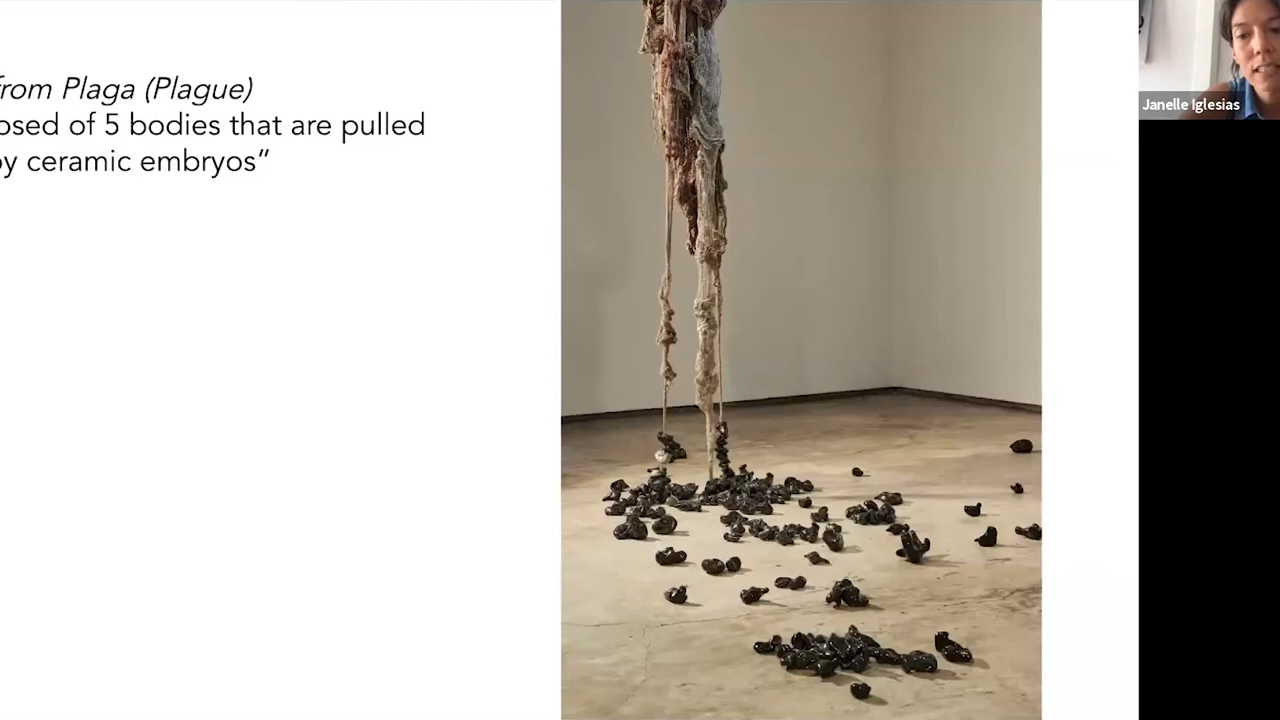 from Plaga (Plague)
osed of 5 bodies that are pulled
by ceramic embryos”
Janelle Iglesias